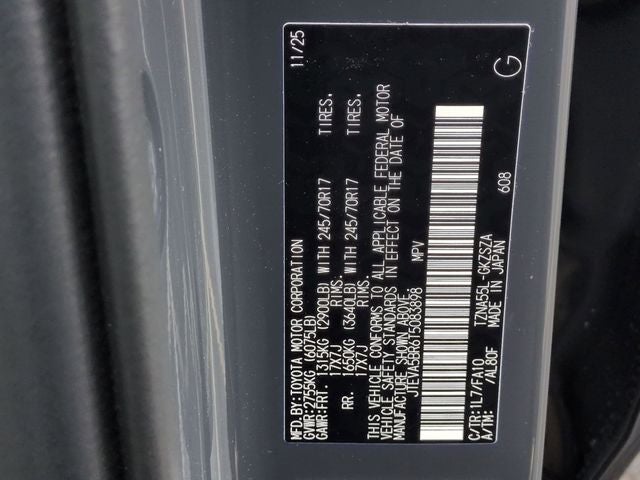 MFD.BY:TOYOTA MOTOR CORPORATION 11/25
GVWR:2755KG (6075LB)
GAWR:FRT. 1315KG (2900LB) WITH 245/70R17 TIRES.
17X7J RIMS.
RR. 1650KG (3640LB) WITH 245/70R17 TIRES.
17X7J RIMS.
THIS VEHICLE CONFORMS TO ALL APPLICABLE FEDERAL MOTOR
VEHICLE SAFETY STANDARDS IN EFFECT ON THE DATE OF
MANUFACTURE SHOWN ABOVE.
JTEVA5BR6T5083898 MPV
C/TR:1L7/FA10 TZNA55L-GKZSZA 608
A/TM: /AL80F MADE IN JAPAN
G